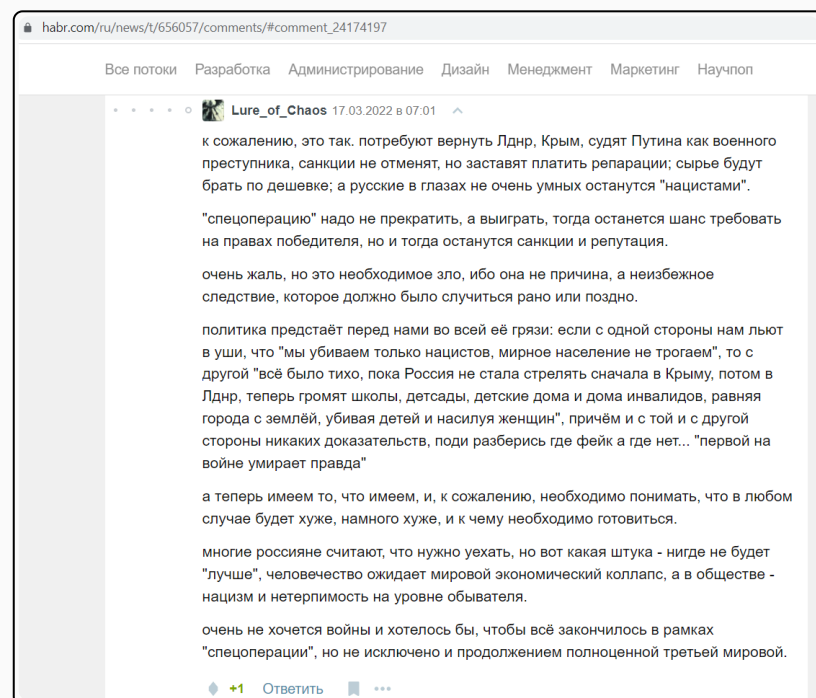 habr.com/ru/news/t/656057/comments/#comment_24174197
Все потоки Разработка Администрирование Дизайн Менеджмент Маркетинг Научпоп
Lure_of_Chaos 17.03.2022 в 07:01
к сожалению, это так. потребуют вернуть Лднр, Крым, судят Путина как военного
преступника, санкции не отменят, но заставят платить репарации; сырье будут
брать по дешевке; а русские в глазах не очень умных останутся "нацистами".
"спецоперацию" надо не прекратить, а выиграть, тогда останется шанс требовать
на правах победителя, но и тогда останутся санкции и репутация.
очень жаль, но это необходимое зло, ибо она не причина, а неизбежное
следствие, которое должно было случиться рано или поздно.
политика предстаёт перед нами во всей её грязи: если с одной стороны нам льют
в уши, что "мы убиваем только нацистов, мирное население не трогаем", то с
другой "всё было тихо, пока Россия не стала стрелять сначала в Крыму, потом в
Лднр, теперь громят школы, детсады, детские дома и дома инвалидов, равняя
города с землёй, убивая детей и насилуя женщин", причём и с той и с другой
стороны никаких доказательств, поди разберись где фейк а где нет... "первой на
войне умирает правда"
а теперь имеем то, что имеем, и, к сожалению, необходимо понимать, что в любом
случае будет хуже, намного хуже, и к чему необходимо готовиться.
многие россияне считают, что нужно уехать, но вот какая штука - нигде не будет
"лучше", человечество ожидает мировой экономический коллапс, а в обществе -
нацизм и нетерпимость на уровне обывателя.
очень не хочется войны и хотелось бы, чтобы всё закончилось в рамках
"спецоперации", но не исключено и продолжением полноценной третьей мировой.
+1 Ответить